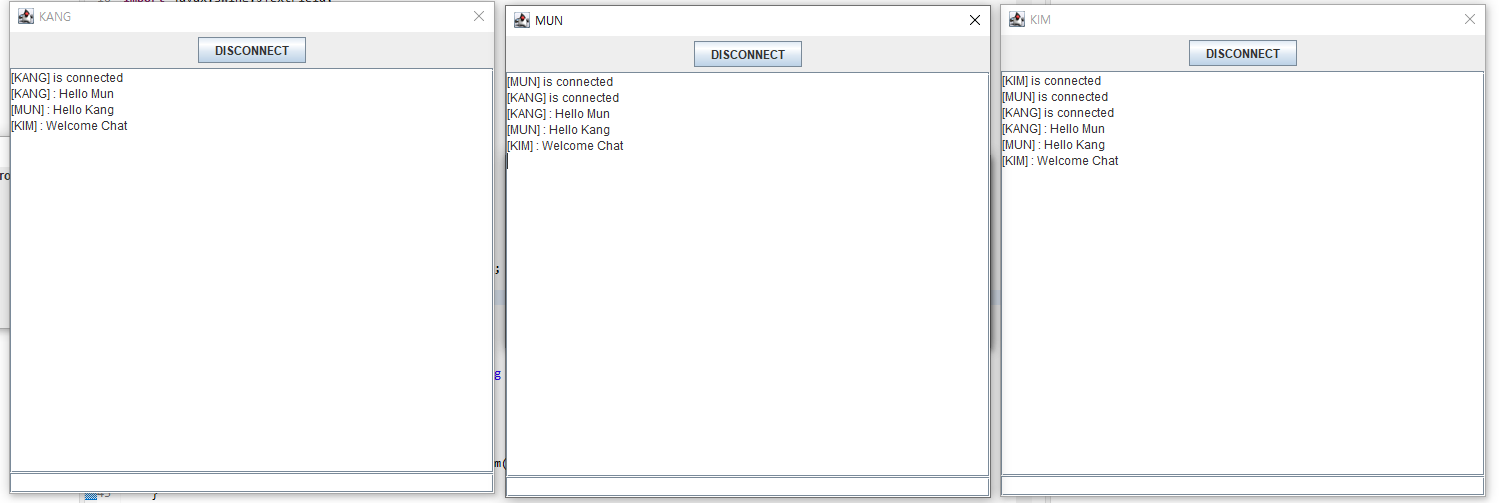 KANG
DISCONNECT
[KANG] is connected
[KANG] : Hello Mun
[MUN] : Hello Kang
[KIM] : Welcome Chat
MUN
DISCONNECT
[MUN] is connected
[KANG] is connected
[KANG] : Hello Mun
[MUN] : Hello Kang
[KIM] : Welcome Chat
KIM
DISCONNECT
[KIM] is connected
[MUN] is connected
[KANG] is connected
[KANG] : Hello Mun
[MUN] : Hello Kang
[KIM] : Welcome Chat
ro
;
g
m(
}